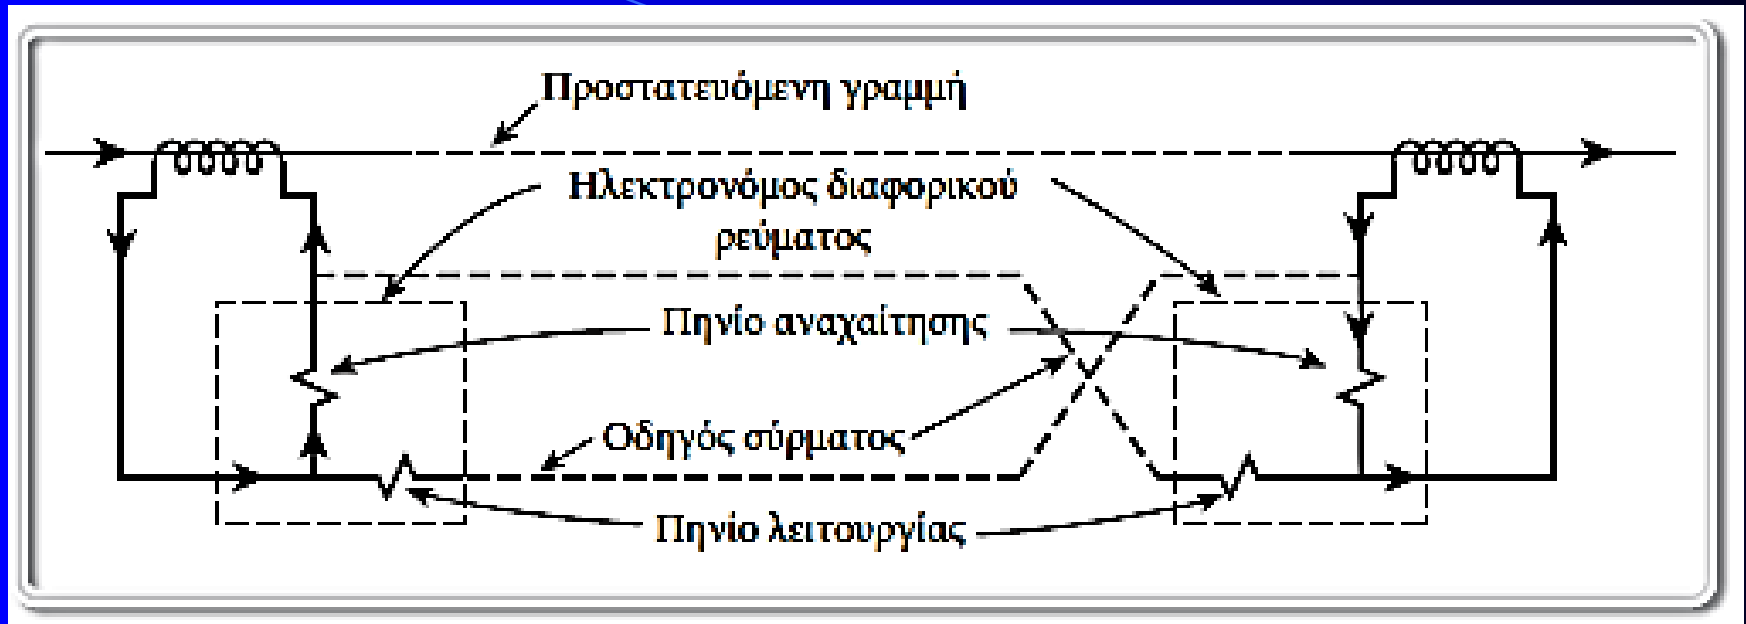 Προστατευόμενη γραμμή
Ηλεκτρονόμος διαφορικού
ρεύματος
Πηνίο αναχαίτησης
Οδηγός σύρματος
Πηνίο λειτουργίας